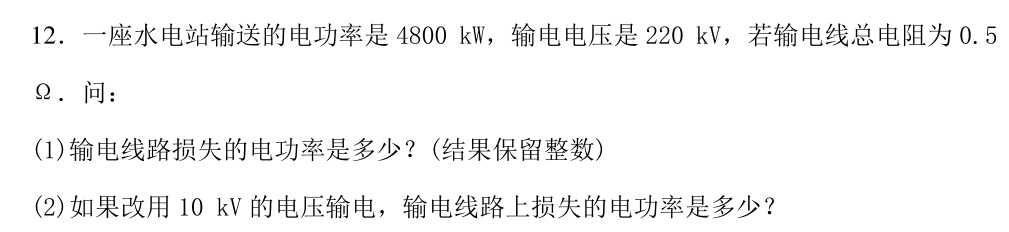 12．一座水电站输送的电功率是 4800 kW，输电电压是 220 kV，若输电线总电阻为 0.5
Ω．问：
(1)输电线路损失的电功率是多少？(结果保留整数)
(2)如果改用 10 kV 的电压输电，输电线路上损失的电功率是多少？